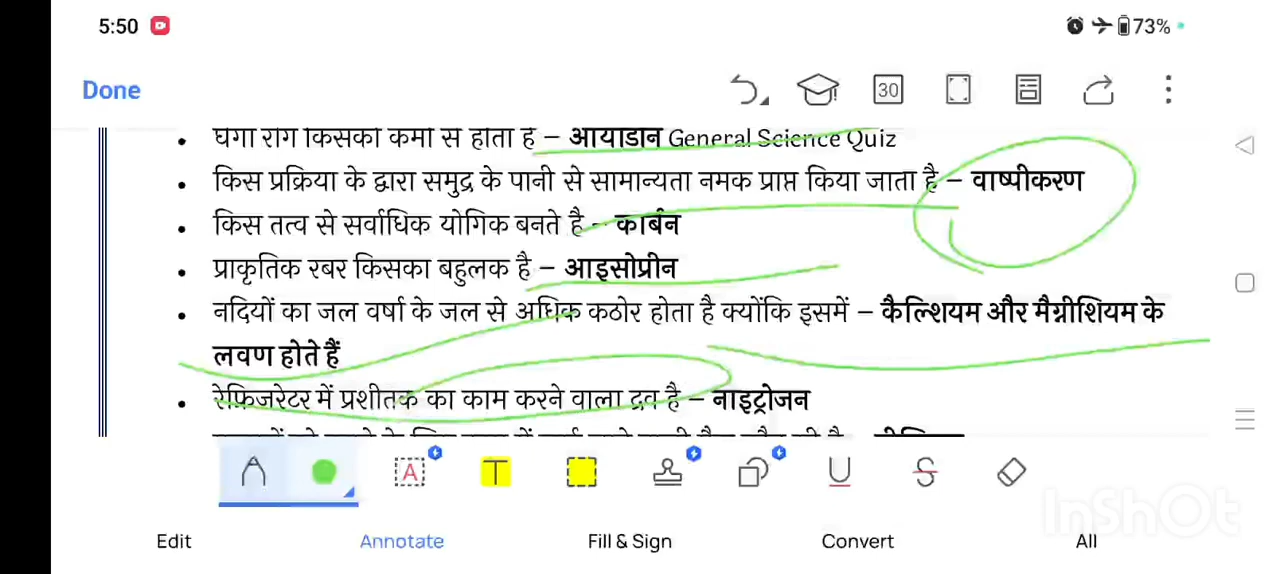 5:50
73%
Done
30
घेंगा रोग किसकी कमी से होता है – आयोडीन General Science Quiz
किस प्रक्रिया के द्वारा समुद्र के पानी से सामान्यता नमक प्राप्त किया जाता है – वाष्पीकरण
किस तत्व से सर्वाधिक योगिक बनते है – कार्बन
प्राकृतिक रबर किसका बहुलक है – आइसोप्रीन
नदियों का जल वर्षा के जल से अधिक कठोर होता है क्योंकि इसमें – कैल्शियम और मैग्नीशियम के
लवण होते हैं
रेफ्रिजरेटर में प्रशीतक का काम करने वाला द्रव है – नाइट्रोजन
A T U S
Edit Annotate Fill & Sign Convert All
InShOt